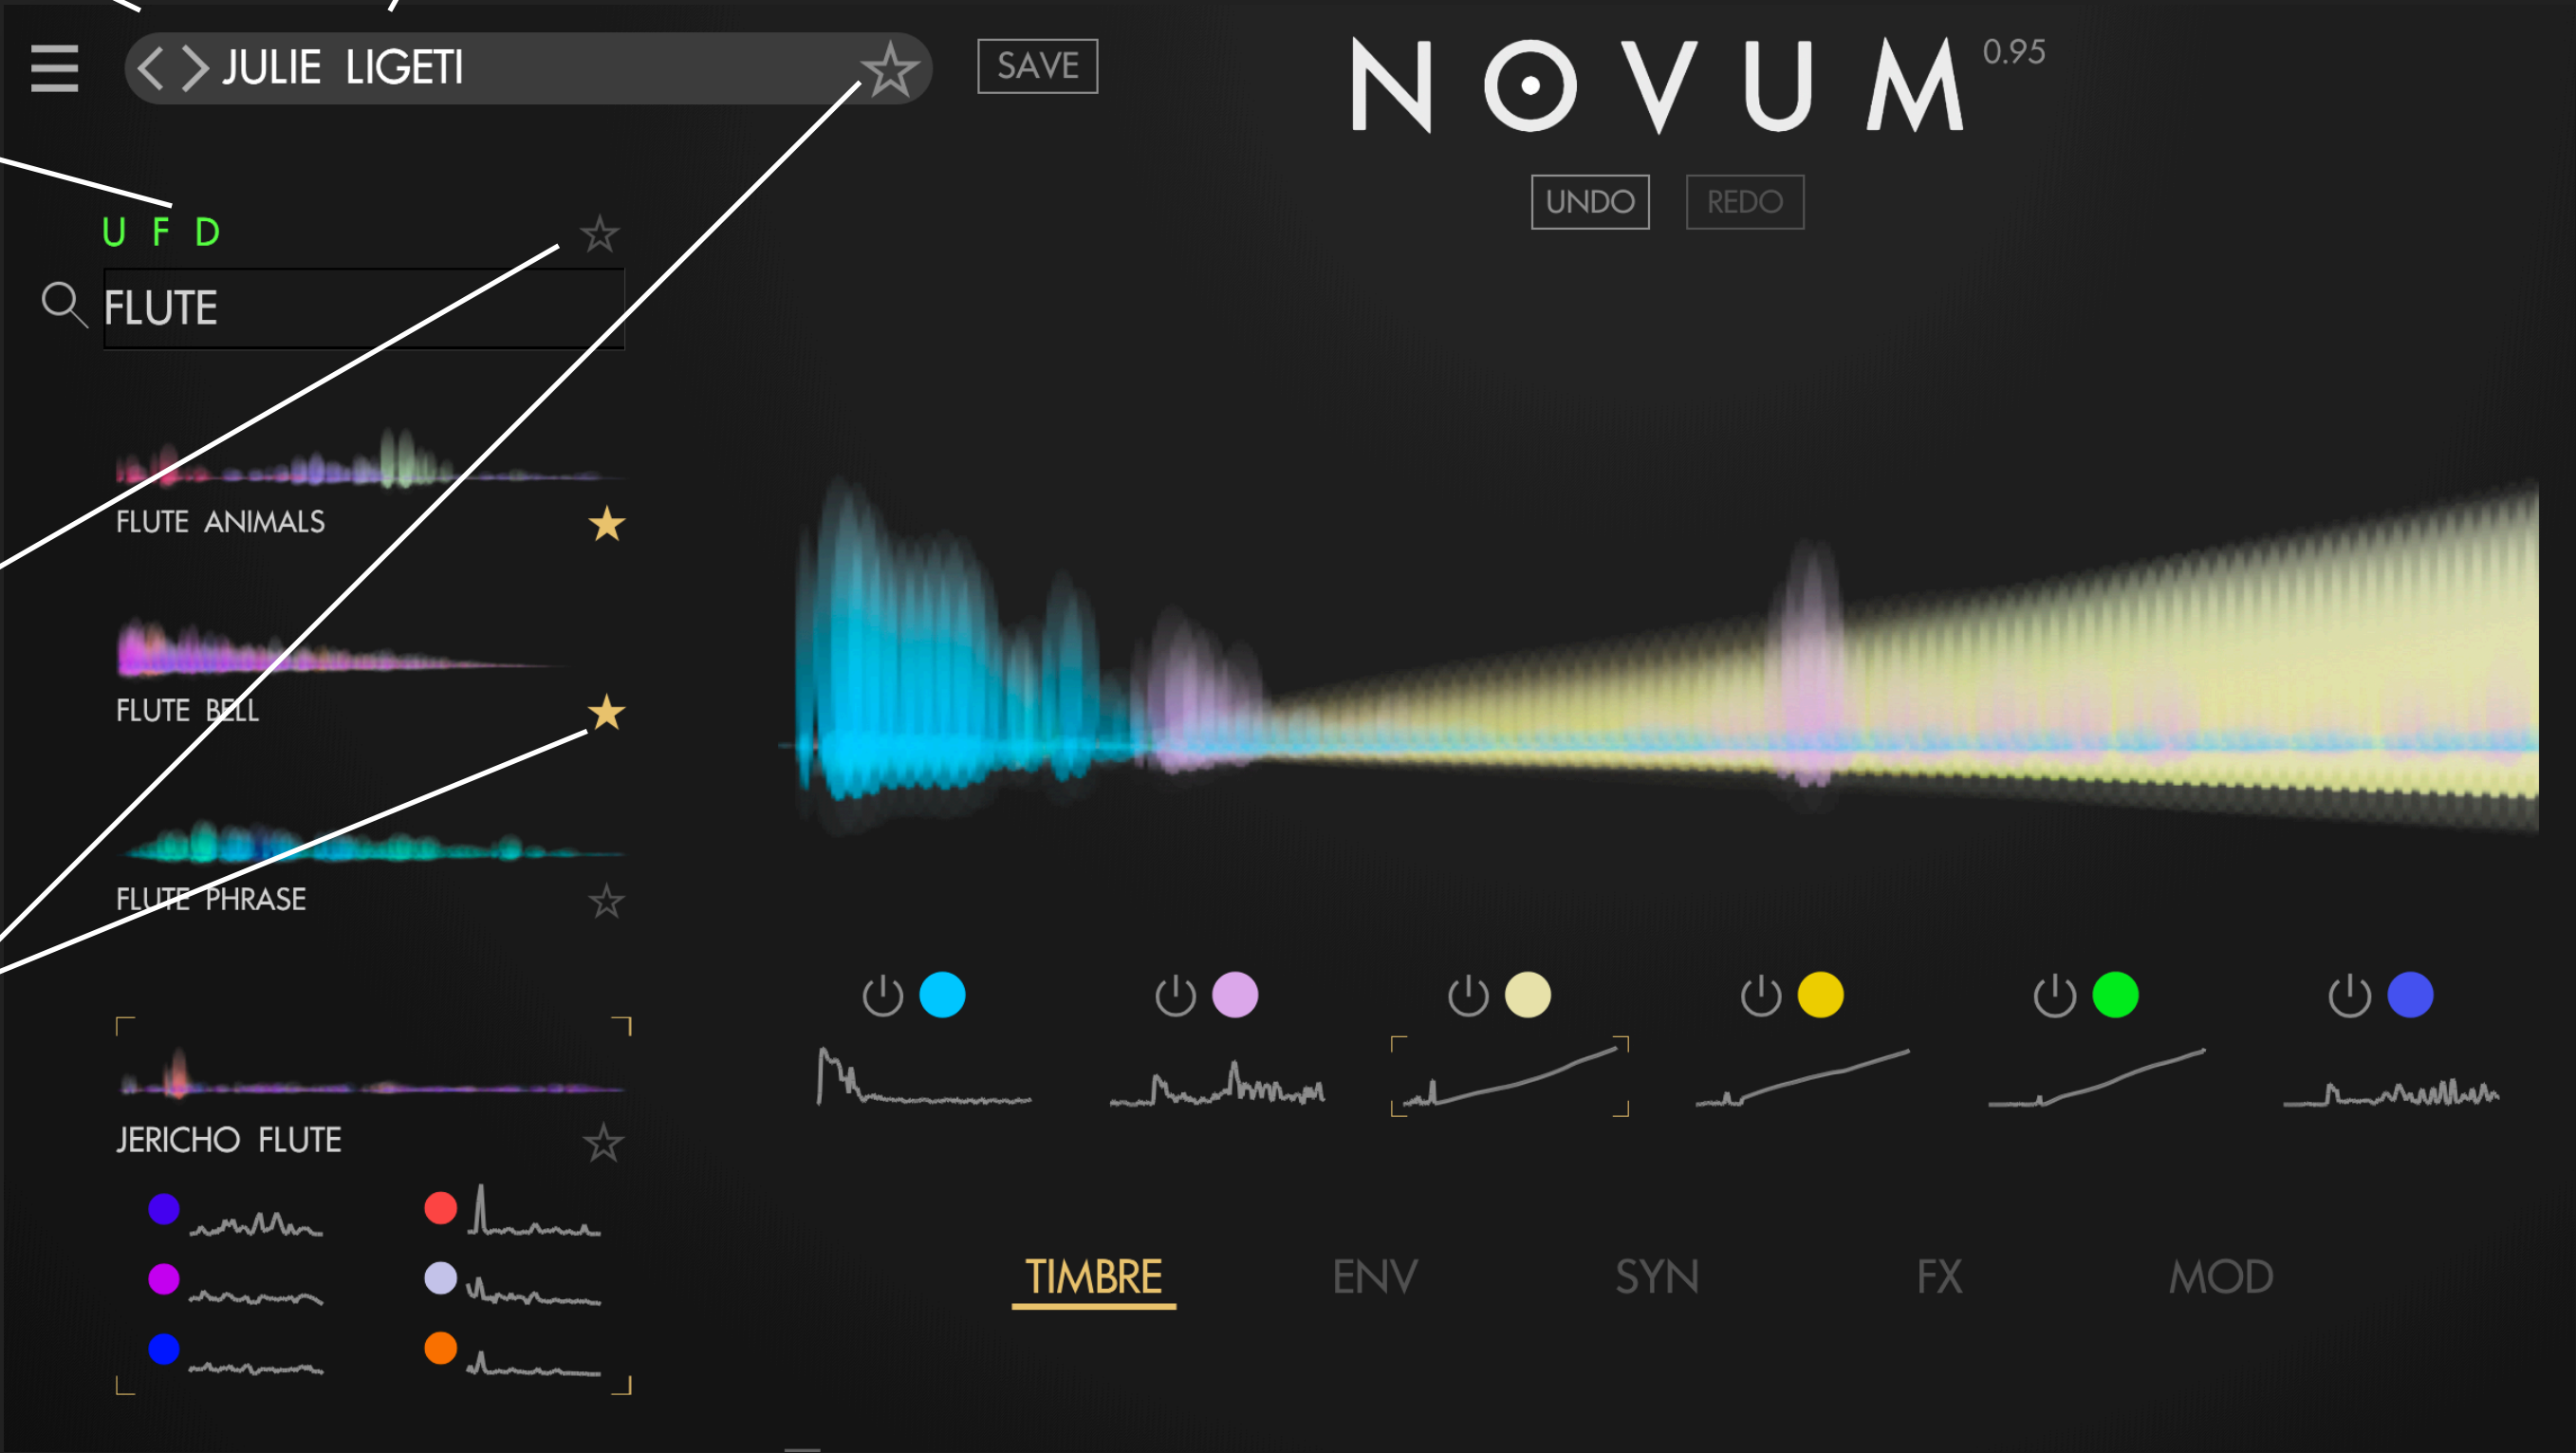 JULIE LIGETI
SAVE
NOVUM 0.95
UNDO
REDO
U F D
FLUTE
FLUTE ANIMALS
FLUTE BELL
FLUTE PHRASE
JERICHO FLUTE
TIMBRE
ENV
SYN
FX
MOD